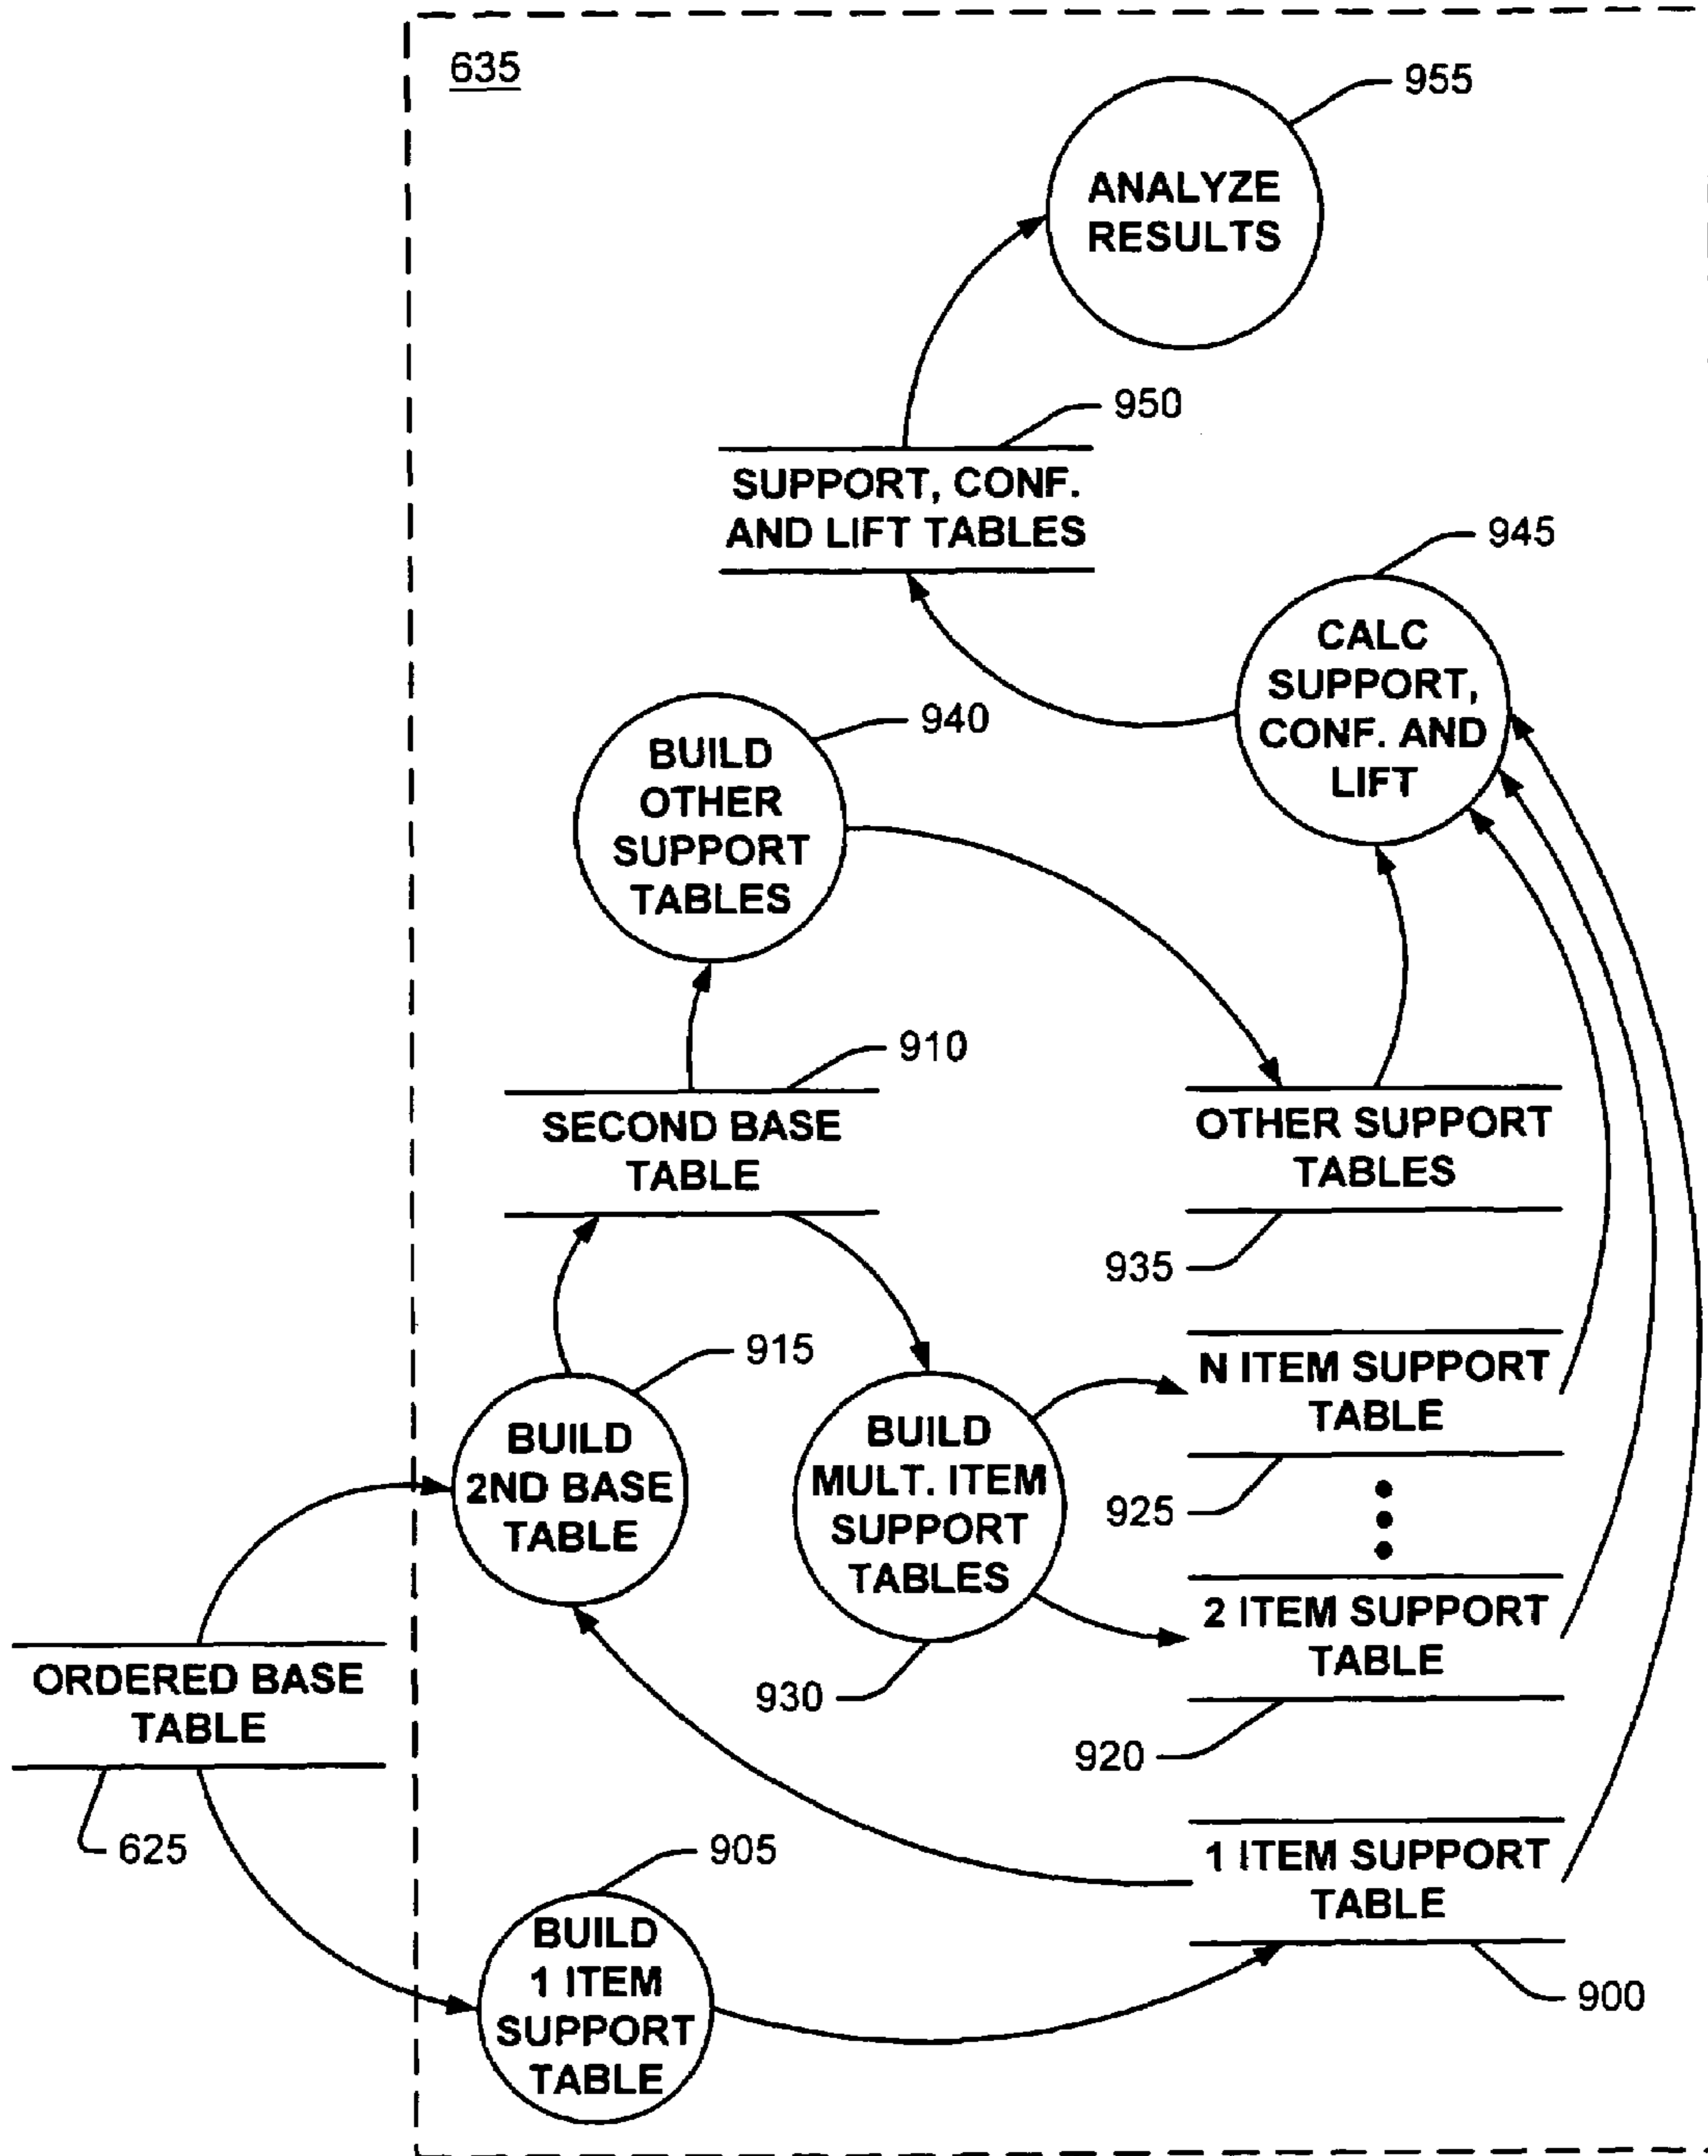 635
955
ANALYZE
RESULTS
950
SUPPORT, CONF.
AND LIFT TABLES
945
CALC
SUPPORT,
CONF. AND
LIFT
940
BUILD
OTHER
SUPPORT
TABLES
910
SECOND BASE
TABLE
OTHER SUPPORT
TABLES
935
915
BUILD
2ND BASE
TABLE
BUILD
MULT. ITEM
SUPPORT
TABLES
930
N ITEM SUPPORT
TABLE
925
2 ITEM SUPPORT
TABLE
920
ORDERED BASE
TABLE
625
905
BUILD
1 ITEM
SUPPORT
TABLE
1 ITEM SUPPORT
TABLE
900